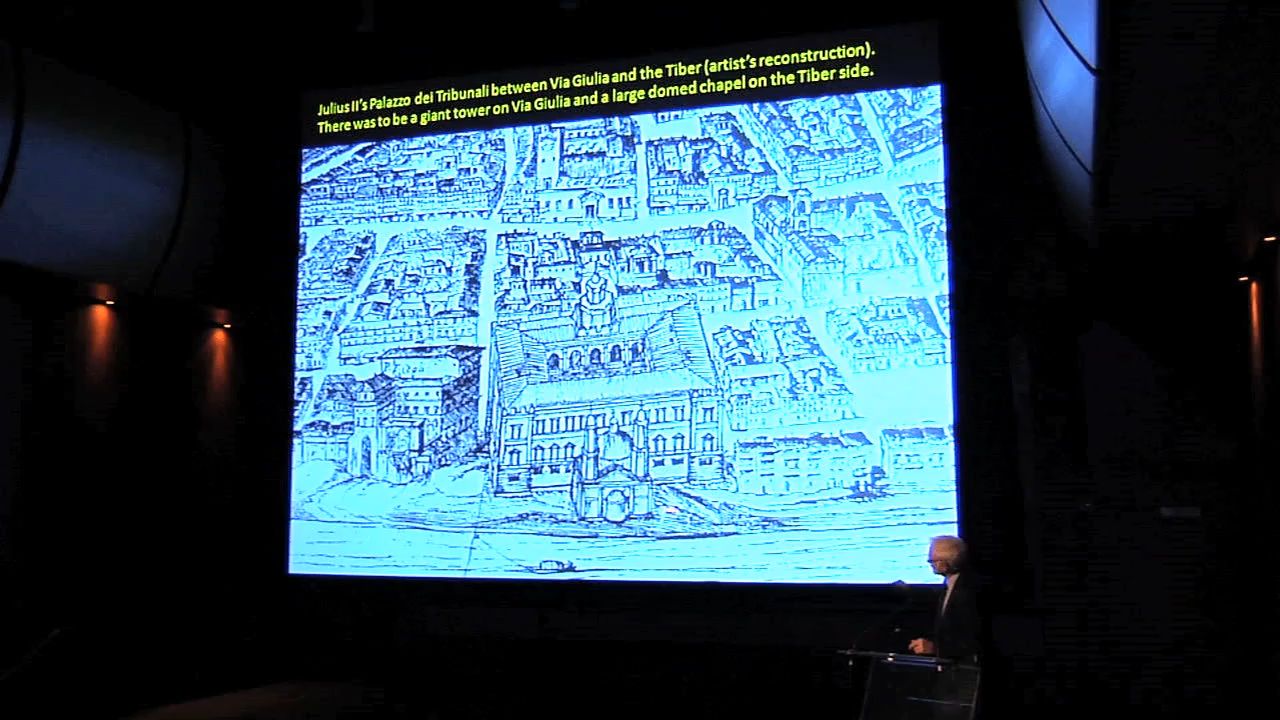 Julius II's Palazzo dei Tribunali between Via Giulia and the Tiber (artist's reconstruction).
There was to be a giant tower on Via Giulia and a large domed chapel on the Tiber side.